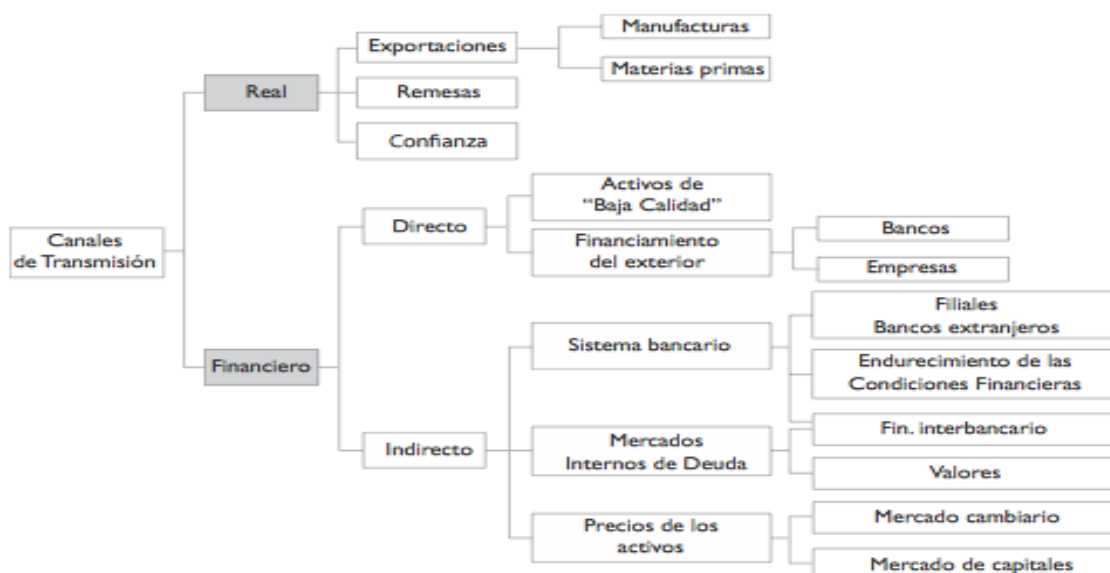 Manufacturas
Exportaciones
Materias primas
Real
Remesas
Confianza
Activos de
“Baja Calidad”
Directo
Financiamiento
del exterior
Bancos
Empresas
Canales
de Transmisión
Filiales
Bancos extranjeros
Sistema bancario
Endurecimiento de las
Condiciones Financieras
Financiero
Fin. interbancario
Indirecto
Mercados
Internos de Deuda
Valores
Mercado cambiario
Precios de los
activos
Mercado de capitales